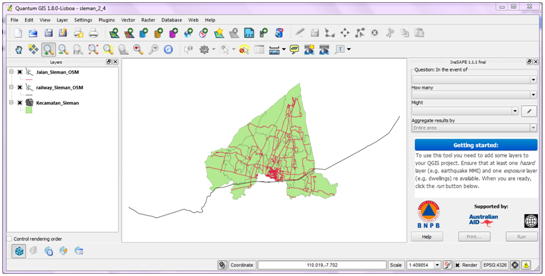 Quantum GIS 1.8.0-Lisboa - sleman_2_4
File Edit View Layer Settings Plugins Vector Raster Database Web Help
Layers
Jalan_Sleman_OSM
railway_Sleman_OSM
Kecamatan_Sleman
Control rendering order
InaSAFE 1.1.1 final
Question: In the event of
How many
Might
Aggregate results by
Entire area
Getting started:
To use this tool you need to add some layers to
your QGIS project. Ensure that at least one hazard
layer (e.g. earthquake MMI) and one exposure layer
(e.g. dwellings) is available. When you are ready,
click the run button below.
Supported by:
BNPB
Australian
AID
Help
Print...
Run
Coordinate: 110.019,-7.702 Scale 1:409854 Render EPSG:4326